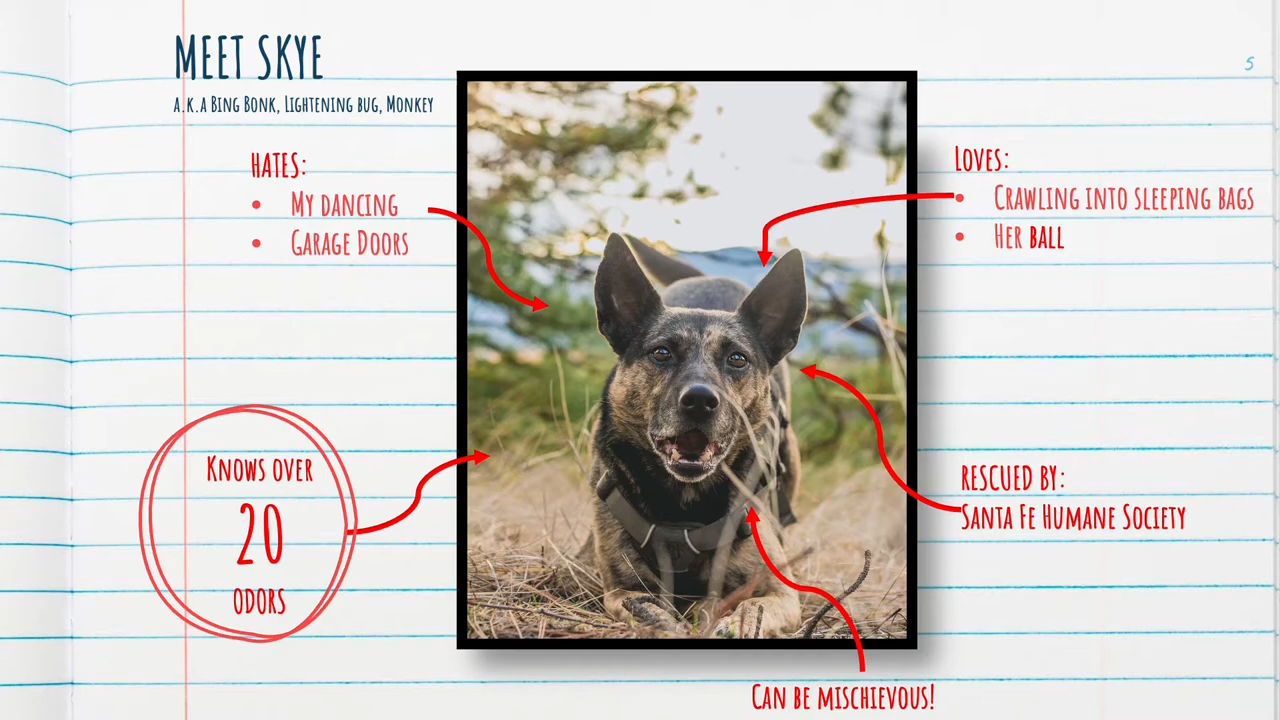 MEET SKYE
A.K.A BING BONK, LIGHTENING BUG, MONKEY
5
HATES:
• MY DANCING
• GARAGE DOORS
LOVES:
• CRAWLING INTO SLEEPING BAGS
• HER BALL
KNOWS OVER
20
ODORS
RESCUED BY:
SANTA FE HUMANE SOCIETY
CAN BE MISCHIEVOUS!